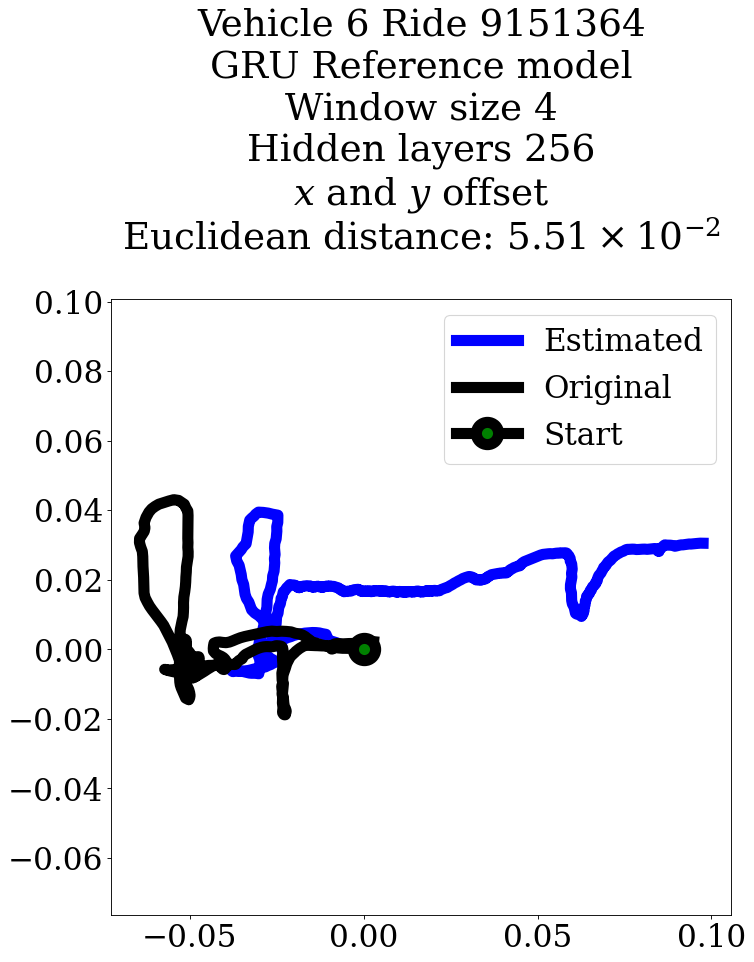 Vehicle 6 Ride 9151364
GRU Reference model
Window size 4
Hidden layers 256
x and y offset
Euclidean distance: 5.51 × 10⁻²
Estimated
Original
Start
0.10
0.08
0.06
0.04
0.02
0.00
−0.02
−0.04
−0.06
−0.05 0.00 0.05 0.10